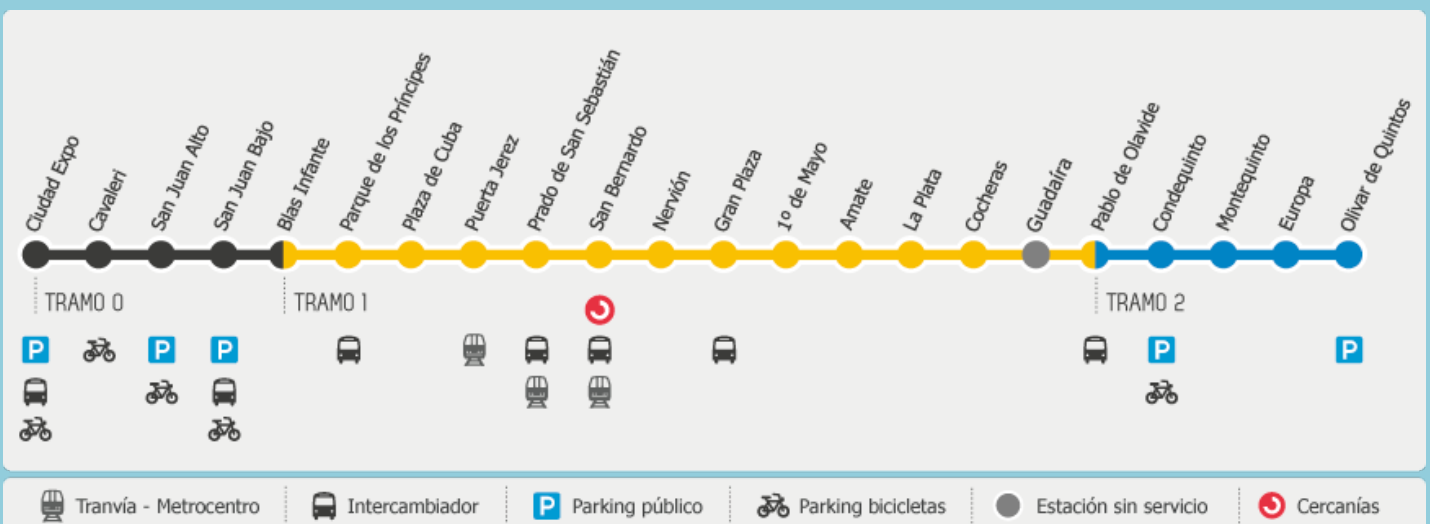 Ciudad Expo
Cavaleri
San Juan Alto
San Juan Bajo
Blas Infante
Parque de los Príncipes
Plaza de Cuba
Puerta Jerez
Prado de San Sebastián
San Bernardo
Nervión
Gran Plaza
1º de Mayo
Amate
La Plata
Cocheras
Guadaíra
Pablo de Olavide
Condequinto
Montequinto
Europa
Olivar de Quintos
TRAMO 0
TRAMO 1
TRAMO 2
P
P
P
P
P
Tranvía - Metrocentro
Intercambiador
P Parking público
Parking bicicletas
Estación sin servicio
Cercanías